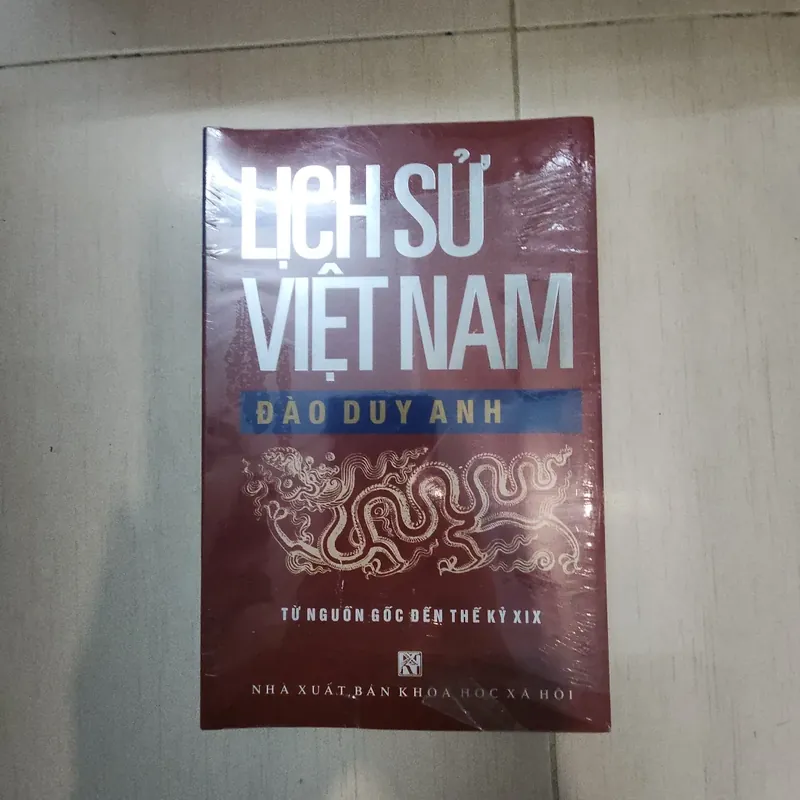 LỊCH SỬ
VIỆT NAM
ĐÀO DUY ANH
TỪ NGUỒN GỐC ĐẾN THẾ KỶ XIX
NHÀ XUẤT BẢN KHOA HỌC XÃ HỘI